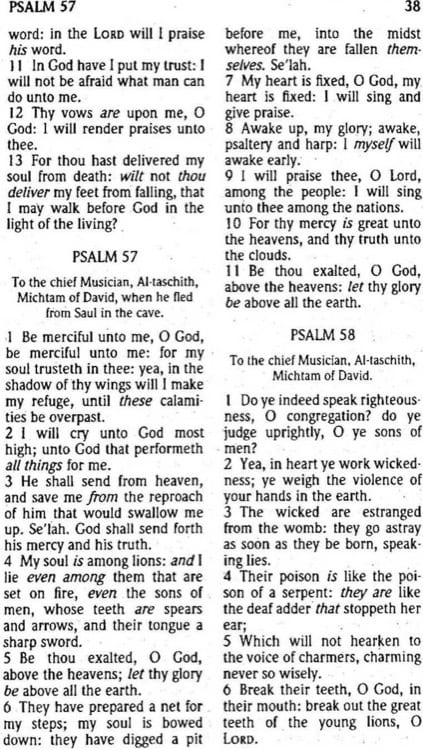 PSALM 57
38
word: in the LORD will I praise
his word.
11 In God have I put my trust: I
will not be afraid what man can
do unto me.
12 Thy vows are upon me, O
God: I will render praises unto
thee.
13 For thou hast delivered my
soul from death: wilt not thou
deliver my feet from falling, that
I may walk before God in the
light of the living?
PSALM 57
To the chief Musician, Al-taschith,
Michtam of David, when he fled
from Saul in the cave.
1 Be merciful unto me, O God,
be merciful unto me: for my
soul trusteth in thee: yea, in the
shadow of thy wings will I make
my refuge, until these calami-
ties be overpast.
2 I will cry unto God most
high; unto God that performeth
all things for me.
3 He shall send from heaven,
and save me from the reproach
of him that would swallow me
up. Se'lah. God shall send forth
his mercy and his truth.
4 My soul is among lions: and I
lie even among them that are
set on fire, even the sons of
men, whose teeth are spears
and arrows, and their tongue a
sharp sword.
5 Be thou exalted, O God,
above the heavens; let thy glory
be above all the earth.
6 They have prepared a net for
my steps; my soul is bowed
down: they have digged a pit
before me, into the midst
whereof they are fallen them-
selves. Se'lah.
7 My heart is fixed, O God, my
heart is fixed: I will sing and
give praise.
8 Awake up, my glory; awake,
psaltery and harp: I myself will
awake early.
9 I will praise thee, O Lord,
among the people: I will sing
unto thee among the nations.
10 For thy mercy is great unto
the heavens, and thy truth unto
the clouds.
11 Be thou exalted, O God,
above the heavens: let thy glory
be above all the earth.
PSALM 58
To the chief Musician, Al-taschith,
Michtam of David.
1 Do ye indeed speak righteous-
ness, O congregation? do ye
judge uprightly, O ye sons of
men?
2 Yea, in heart ye work wicked-
ness; ye weigh the violence of
your hands in the earth.
3 The wicked are estranged
from the womb: they go astray
as soon as they be born, speak-
ing lies.
4 Their poison is like the poi-
son of a serpent: they are like
the deaf adder that stoppeth her
ear;
5 Which will not hearken to
the voice of charmers, charming
never so wisely.
6 Break their teeth, O God, in
their mouth: break out the great
teeth of the young lions, O
LORD.